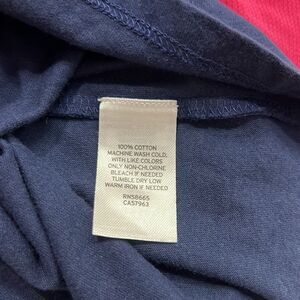 100% COTTON
MACHINE WASH COLD,
WITH LIKE COLORS
ONLY NON-CHLORINE
BLEACH IF NEEDED
TUMBLE DRY LOW
WARM IRON IF NEEDED
RN58665
CA57963